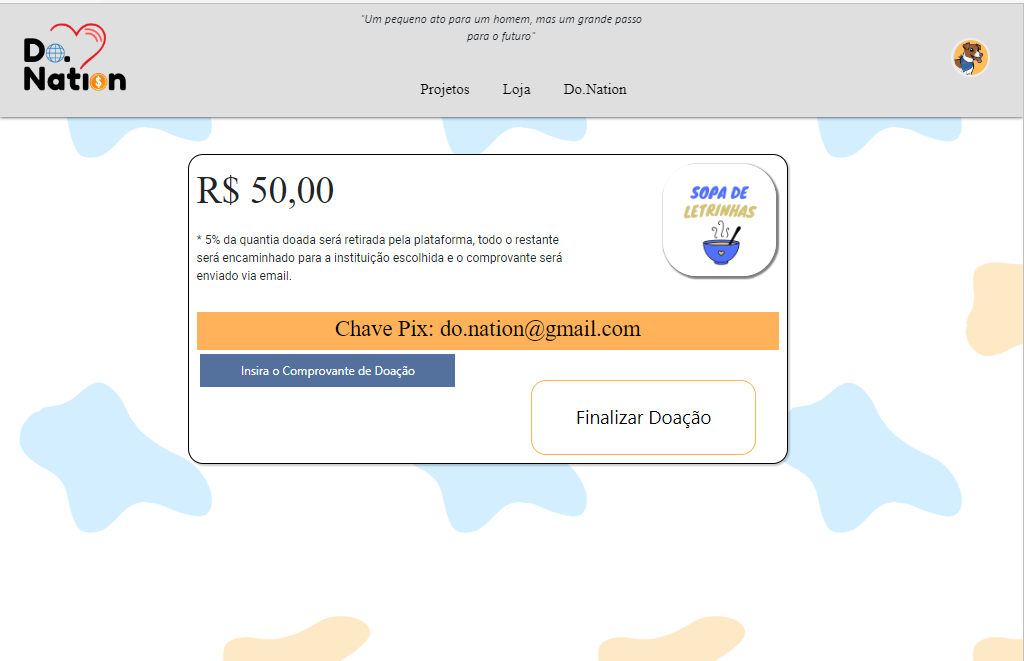 "Um pequeno ato para um homem, mas um grande passo
para o futuro"
Do.
Nation
Projetos Loja Do.Nation
R$ 50,00
SOPA DE
LETRINHAS
* 5% da quantia doada será retirada pela plataforma, todo o restante
será encaminhado para a instituição escolhida e o comprovante será
enviado via email.
Chave Pix: do.nation@gmail.com
Insira o Comprovante de Doação
Finalizar Doação